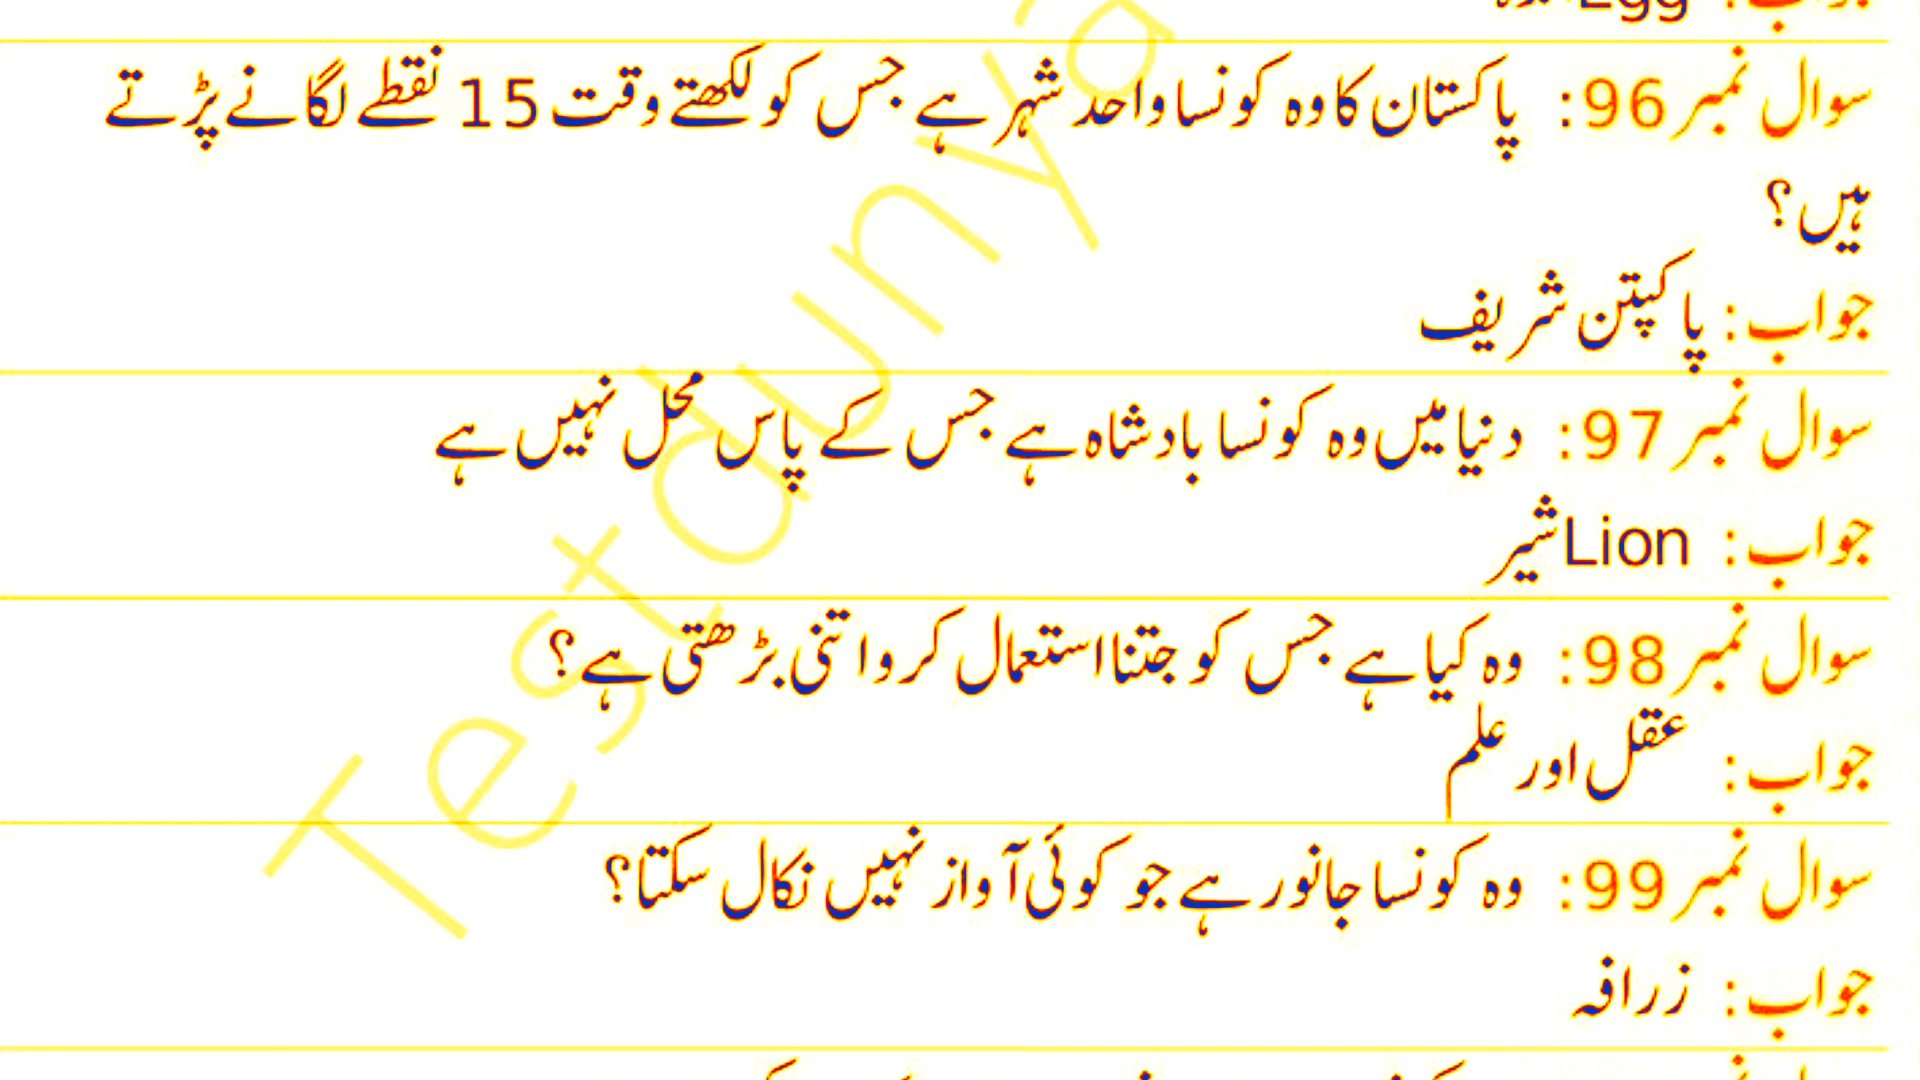 Egg
سوال نمبر 96: پاکستان کا وہ کونسا واحد شہر ہے جس کو لکھتے وقت 15 نقطے لگانے پڑتے
ہیں؟
جواب: پاکپتن شریف
سوال نمبر 97: دنیا میں وہ کونسا بادشاہ ہے جس کے پاس محل نہیں ہے
جواب: Lion شیر
سوال نمبر 98: وہ کیا ہے جس کو جتنا استعمال کرو اتنی بڑھتی ہے؟
جواب: عقل اور علم
سوال نمبر 99: وہ کونسا جانور ہے جو کوئی آواز نہیں نکال سکتا؟
جواب: زرافہ
Testdunya